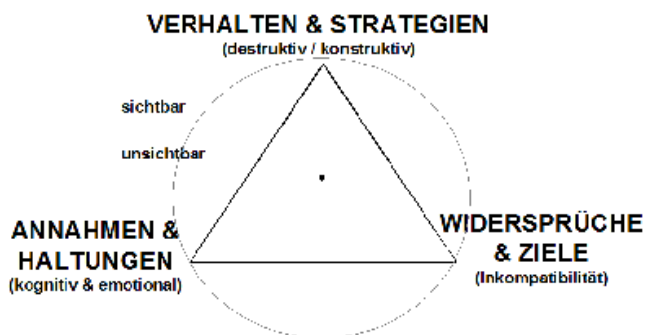 VERHALTEN & STRATEGIEN
(destruktiv / konstruktiv)
sichtbar
unsichtbar
ANNAHMEN &
HALTUNGEN
(kognitiv & emotional)
WIDERSPRÜCHE
& ZIELE
(Inkompatibilität)